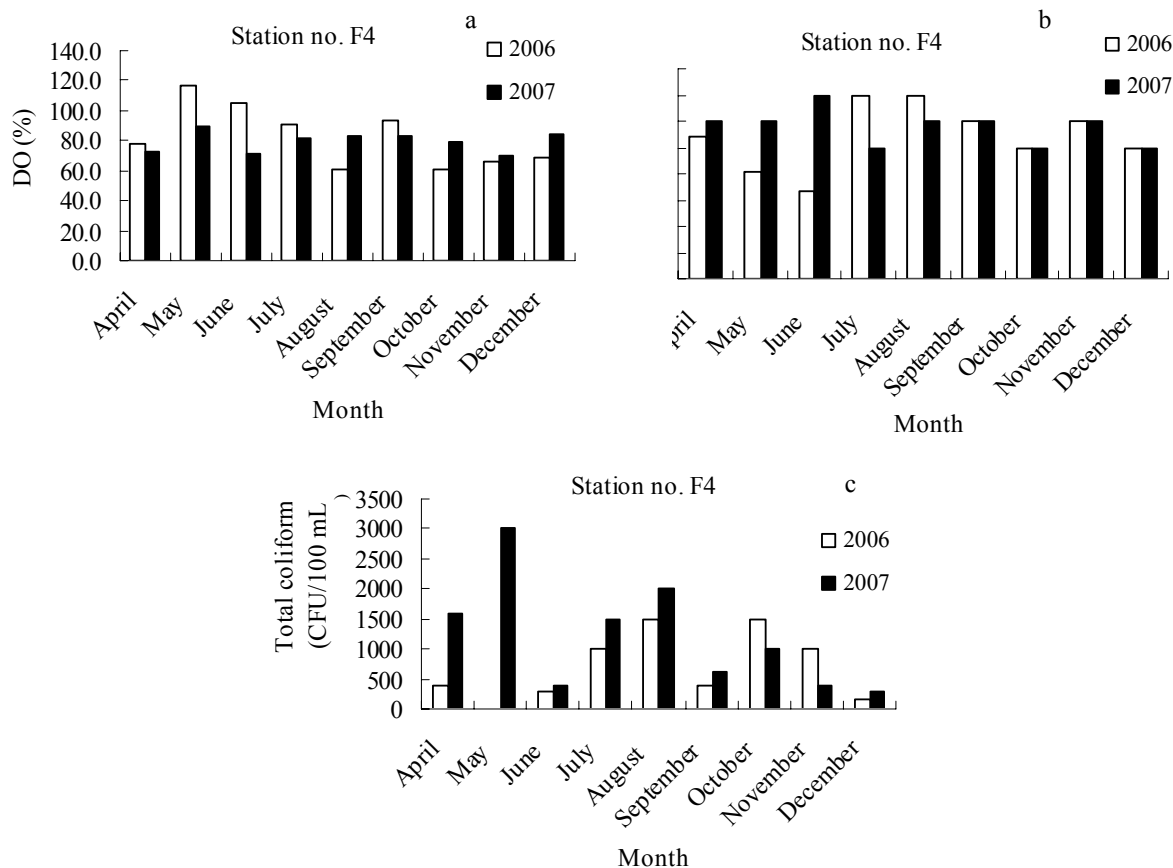 a
Station no. F4
2006
2007
140.0
120.0
100.0
80.0
60.0
40.0
20.0
0.0
DO (%)
April
May
June
July
August
September
October
November
December
Month
b
Station no. F4
2006
2007
pril
May
June
July
August
September
October
November
December
Month
Station no. F4
c
2006
2007
3500
3000
2500
2000
1500
1000
500
0
Total coliform
(CFU/100 mL )
April
May
June
July
August
September
October
November
December
Month